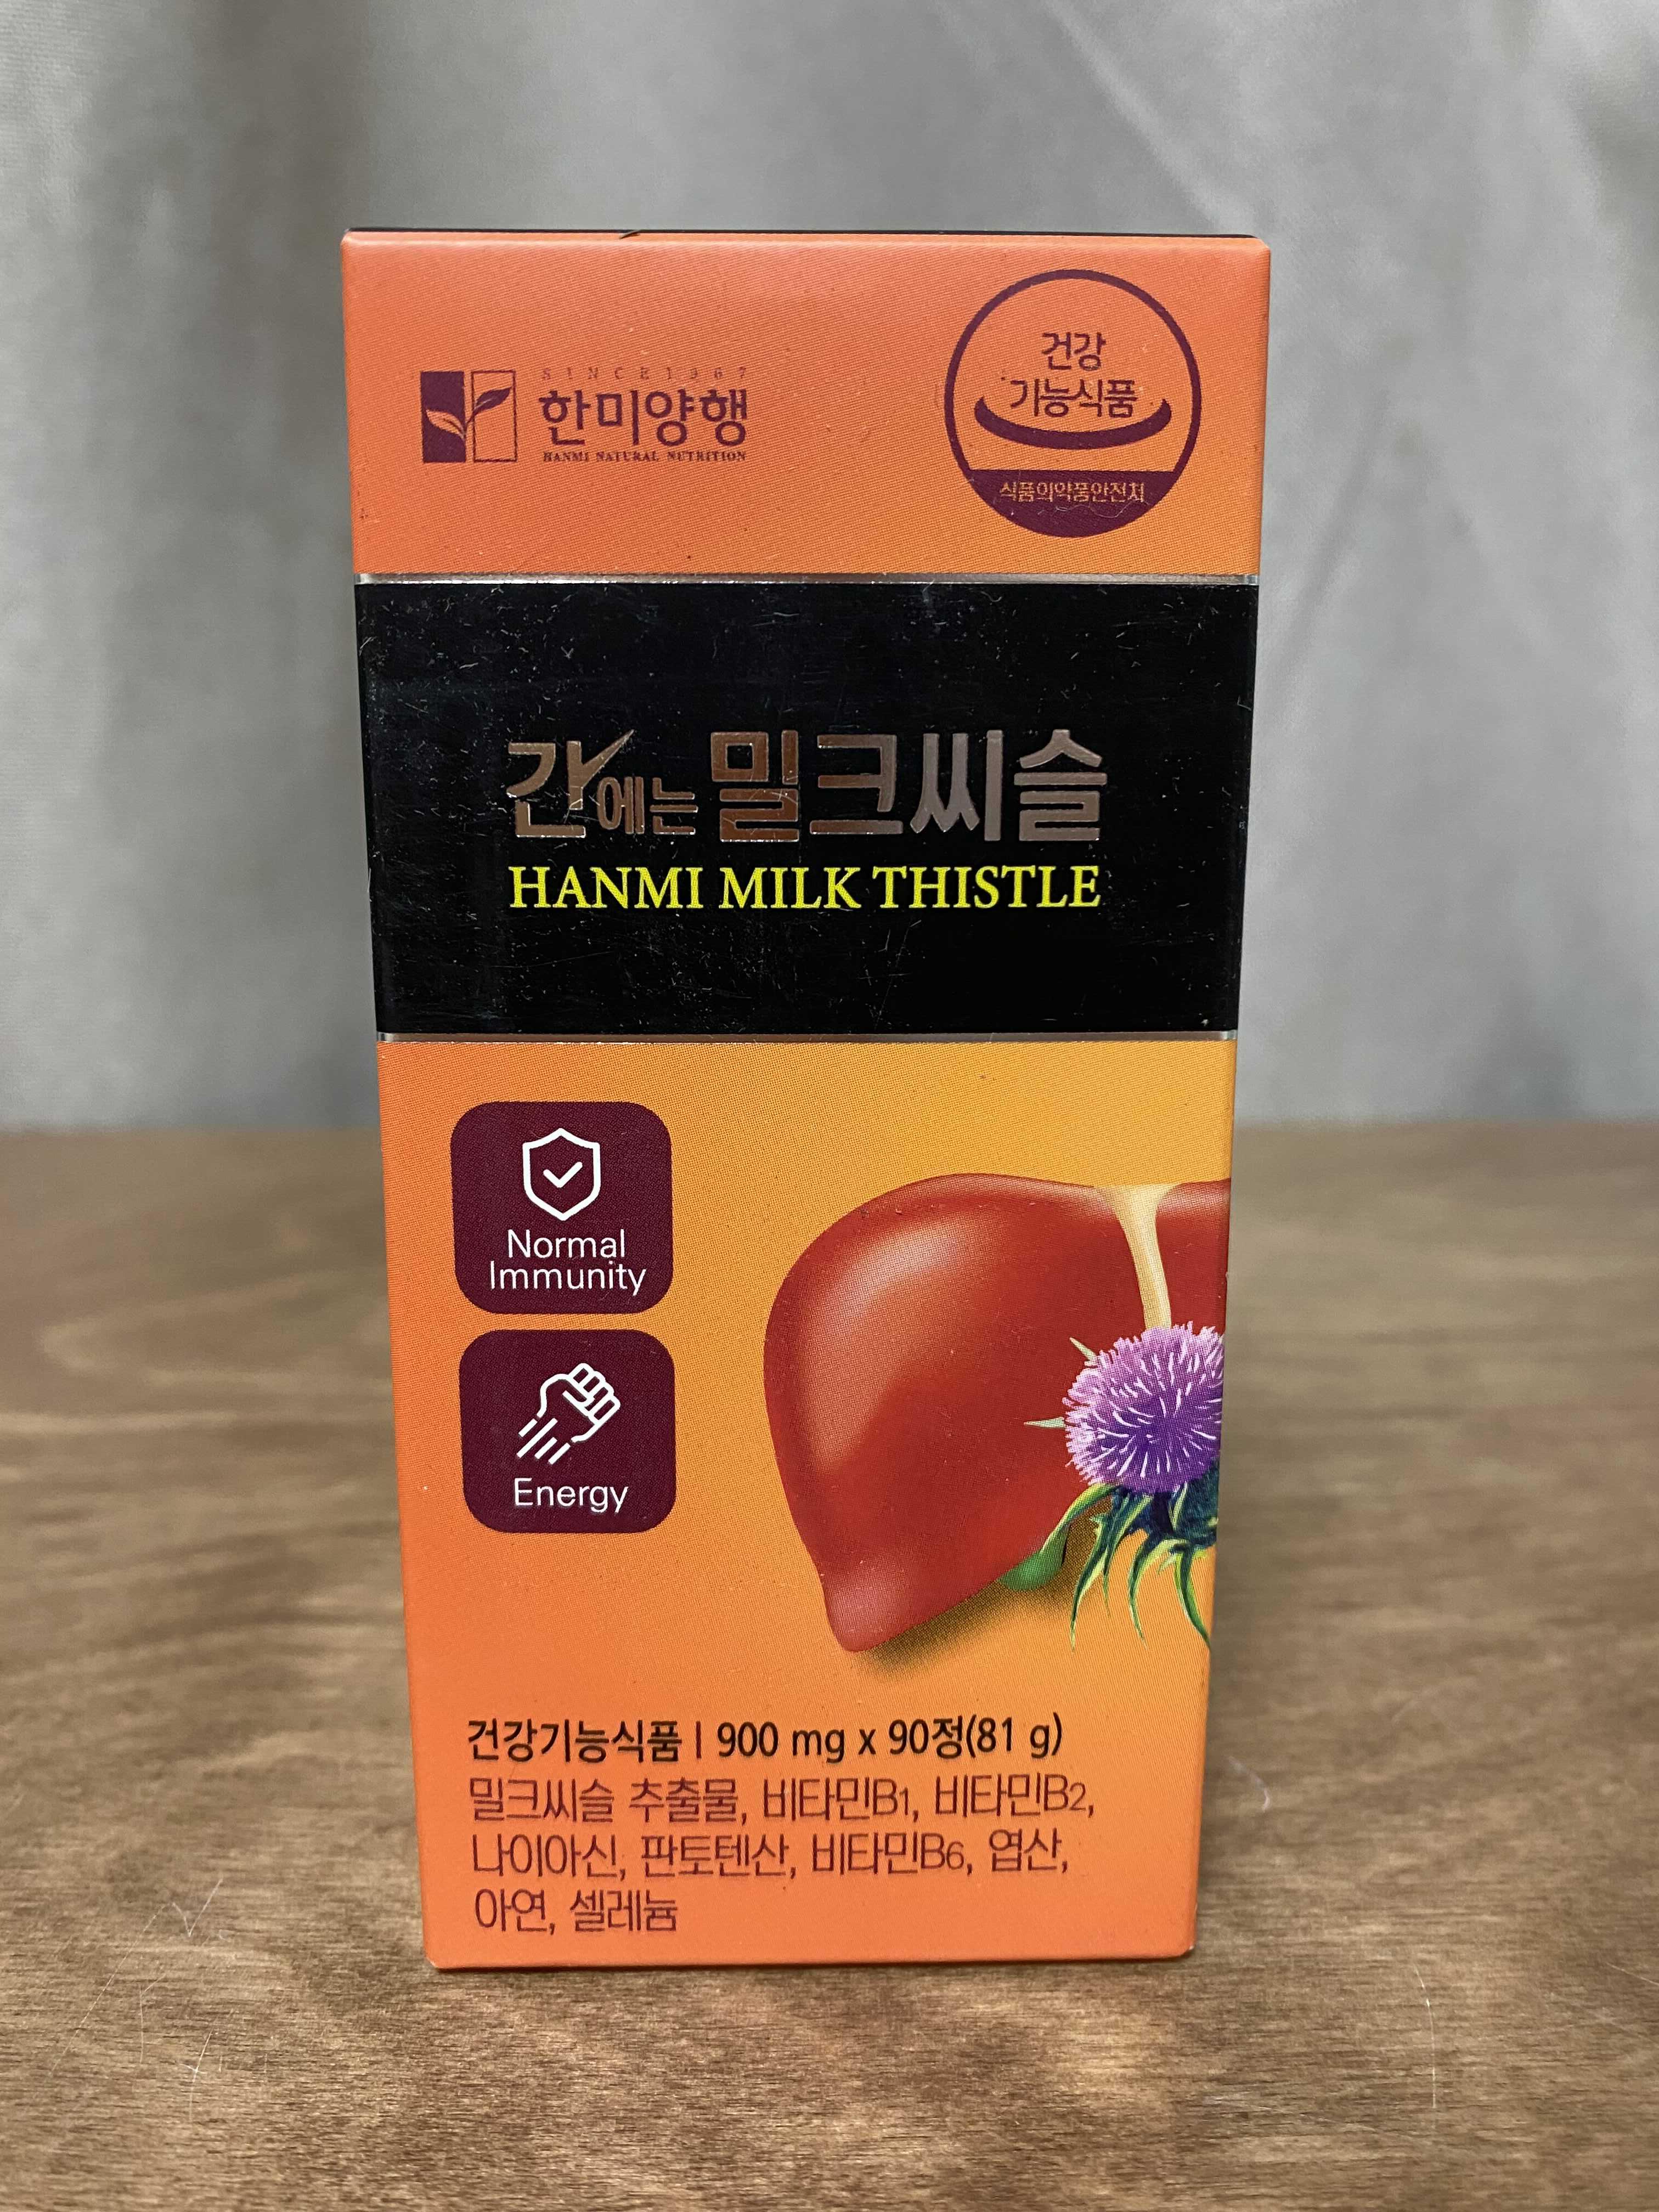 SINCE 1967
한미양행
HANMI NATURAL NUTRITION
건강
기능식품
식품의약품안전처
간에는 밀크씨슬
HANMI MILK THISTLE
Normal
Immunity
Energy
건강기능식품 | 900 mg x 90정(81 g)
밀크씨슬 추출물, 비타민B1, 비타민B2,
나이아신, 판토텐산, 비타민B6, 엽산,
아연, 셀레늄